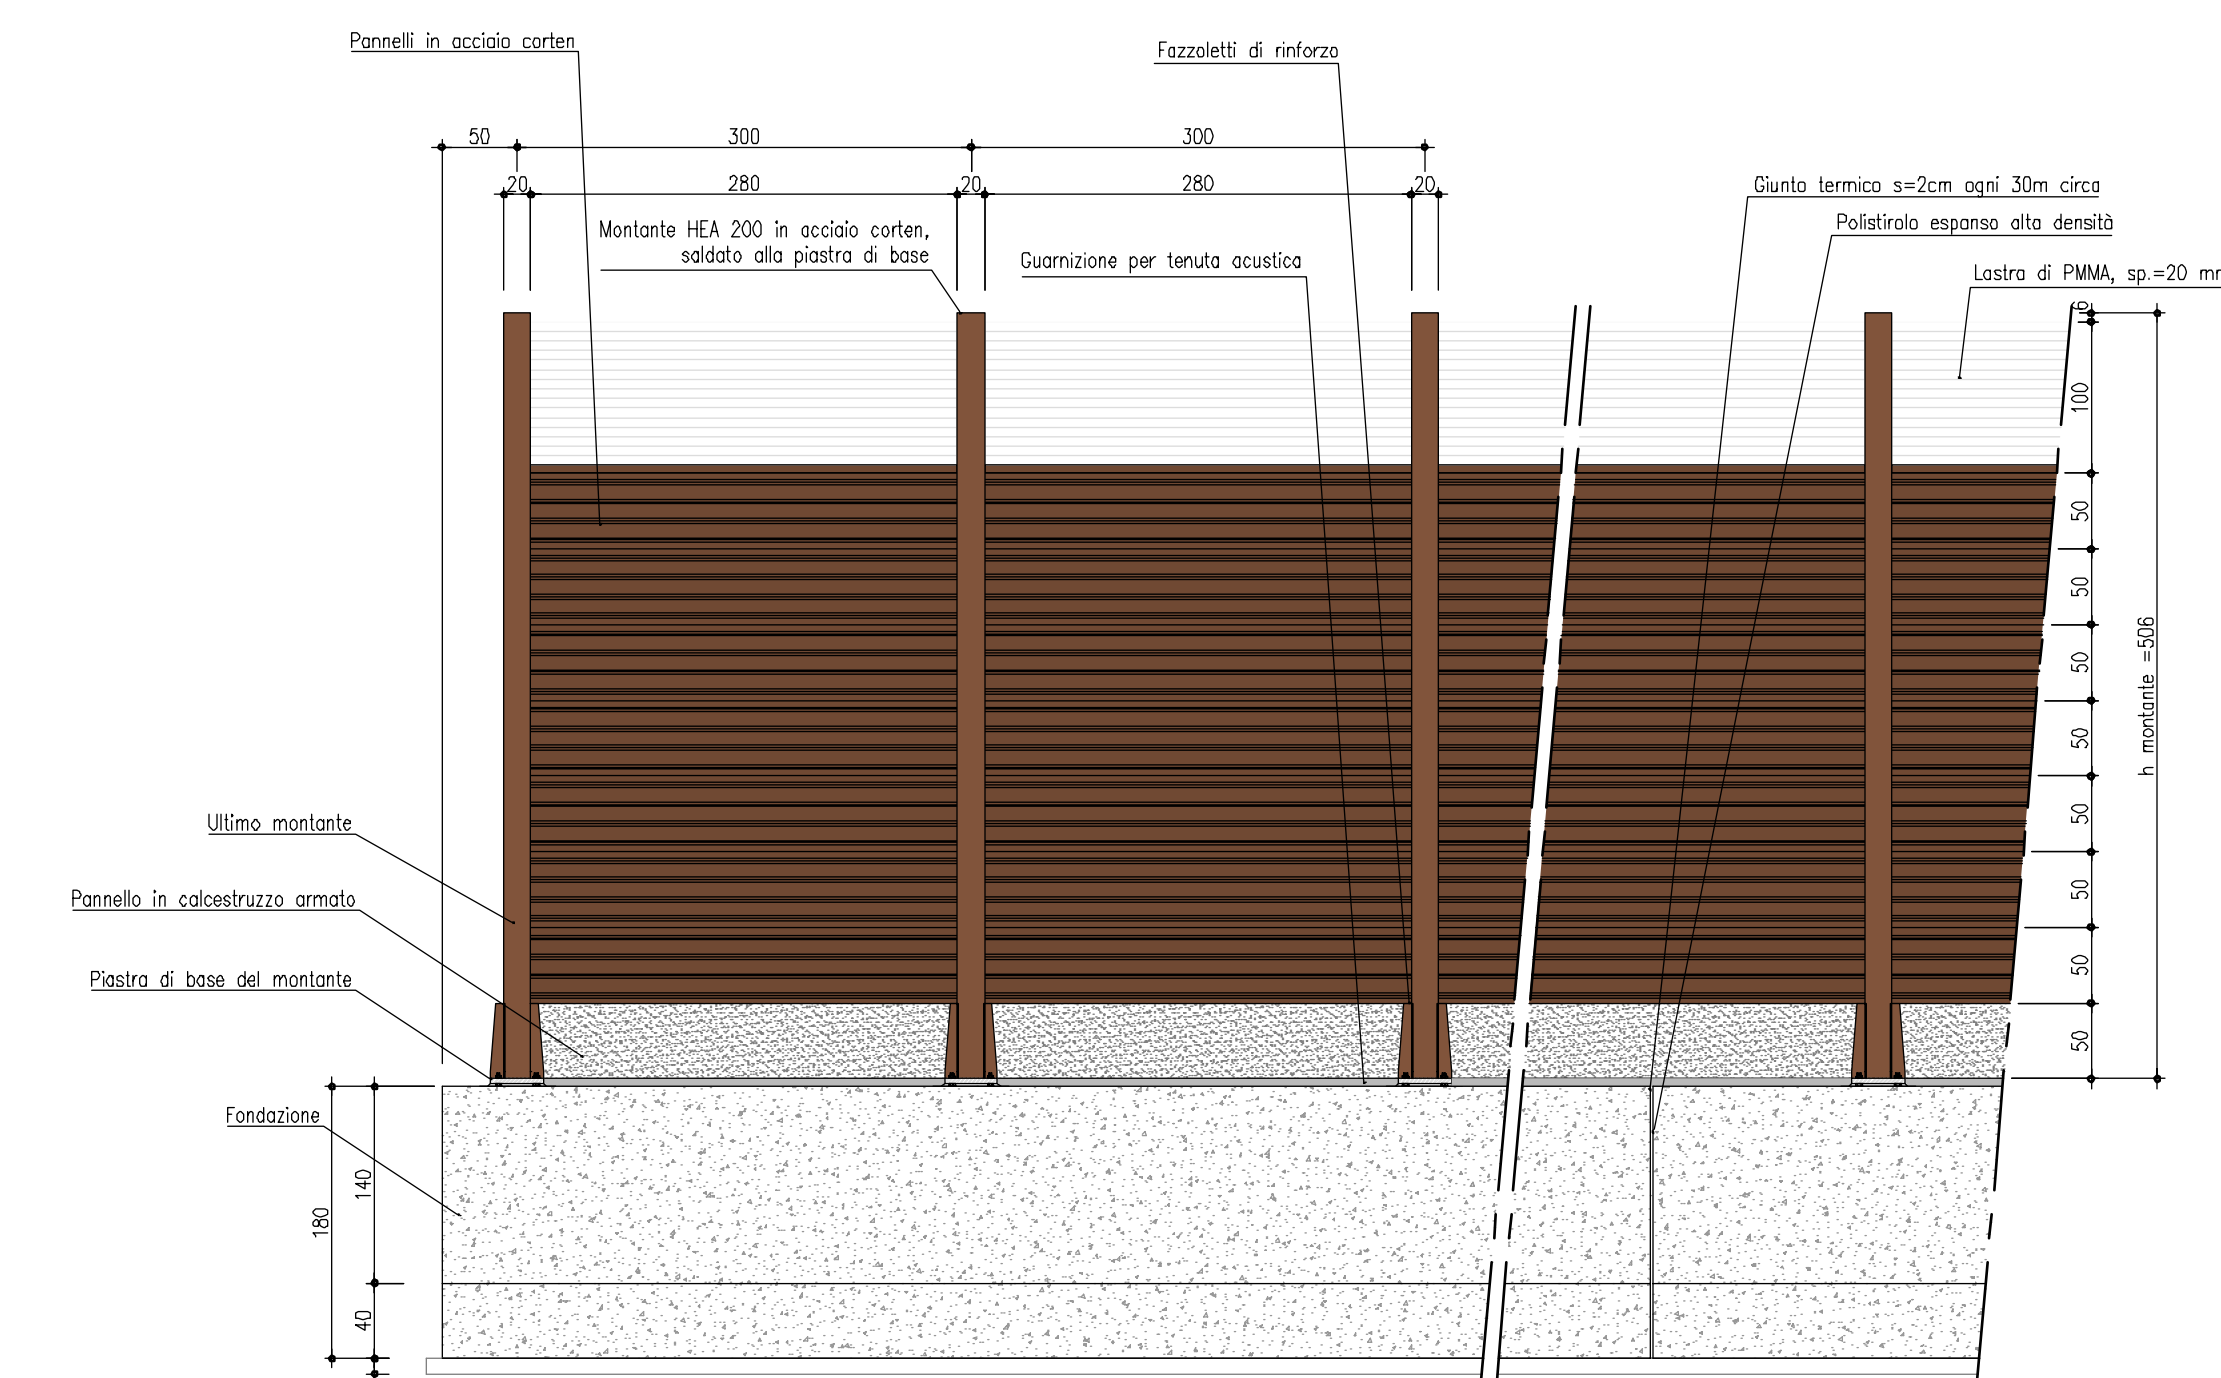 Pannelli in acciaio corten
Fazzoletti di rinforzo
50
300
300
20
280
20
280
20
Giunto termico s=2cm ogni 30m circa
Polistirolo espanso alta densità
Montante HEA 200 in acciaio corten,
saldato alla piastra di base
Guarnizione per tenuta acustica
Lastra di PMMA, sp.=20 mm
6
100
50
50
50
50
50
50
50
50
h montante =506
Ultimo montante
Pannello in calcestruzzo armato
Piastra di base del montante
Fondazione
140
180
40